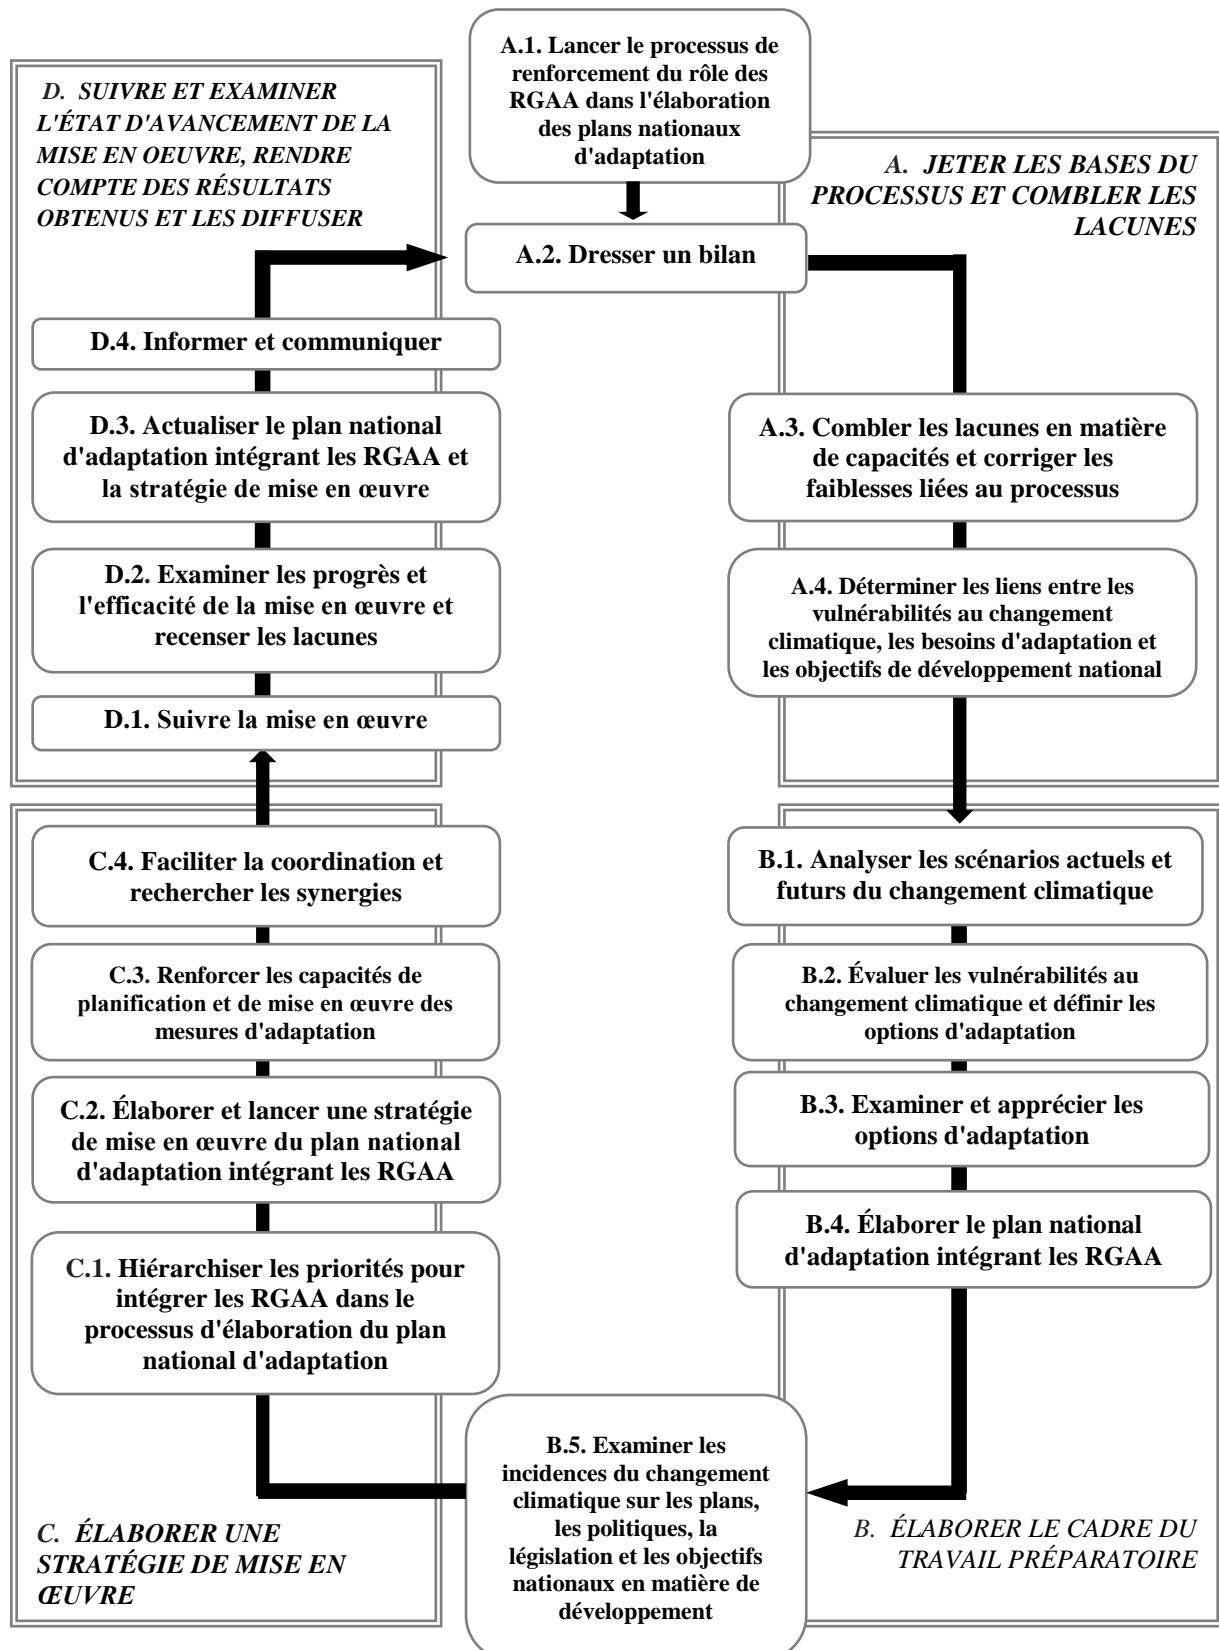 A.1. Lancer le processus de
renforcement du rôle des
RGAA dans l'élaboration
des plans nationaux
d'adaptation
D. SUIVRE ET EXAMINER
L'ÉTAT D'AVANCEMENT DE LA
MISE EN OEUVRE, RENDRE
COMPTE DES RÉSULTATS
OBTENUS ET LES DIFFUSER
A. JETER LES BASES DU
PROCESSUS ET COMBLER LES
LACUNES
A.2. Dresser un bilan
D.4. Informer et communiquer
D.3. Actualiser le plan national
d'adaptation intégrant les RGAA et
la stratégie de mise en œuvre
A.3. Combler les lacunes en matière
de capacités et corriger les
faiblesses liées au processus
D.2. Examiner les progrès et
l'efficacité de la mise en œuvre et
recenser les lacunes
A.4. Déterminer les liens entre les
vulnérabilités au changement
climatique, les besoins d'adaptation et
les objectifs de développement national
D.1. Suivre la mise en œuvre
C.4. Faciliter la coordination et
rechercher les synergies
B.1. Analyser les scénarios actuels et
futurs du changement climatique
C.3. Renforcer les capacités de
planification et de mise en œuvre des
mesures d'adaptation
B.2. Évaluer les vulnérabilités au
changement climatique et définir les
options d'adaptation
C.2. Élaborer et lancer une stratégie
de mise en œuvre du plan national
d'adaptation intégrant les RGAA
B.3. Examiner et apprécier les
options d'adaptation
B.4. Élaborer le plan national
d'adaptation intégrant les RGAA
C.1. Hiérarchiser les priorités pour
intégrer les RGAA dans le
processus d'élaboration du plan
national d'adaptation
B.5. Examiner les
incidences du changement
climatique sur les plans,
les politiques, la
législation et les objectifs
nationaux en matière de
développement
C. ÉLABORER UNE
STRATÉGIE DE MISE EN
ŒUVRE
B. ÉLABORER LE CADRE DU
TRAVAIL PRÉPARATOIRE